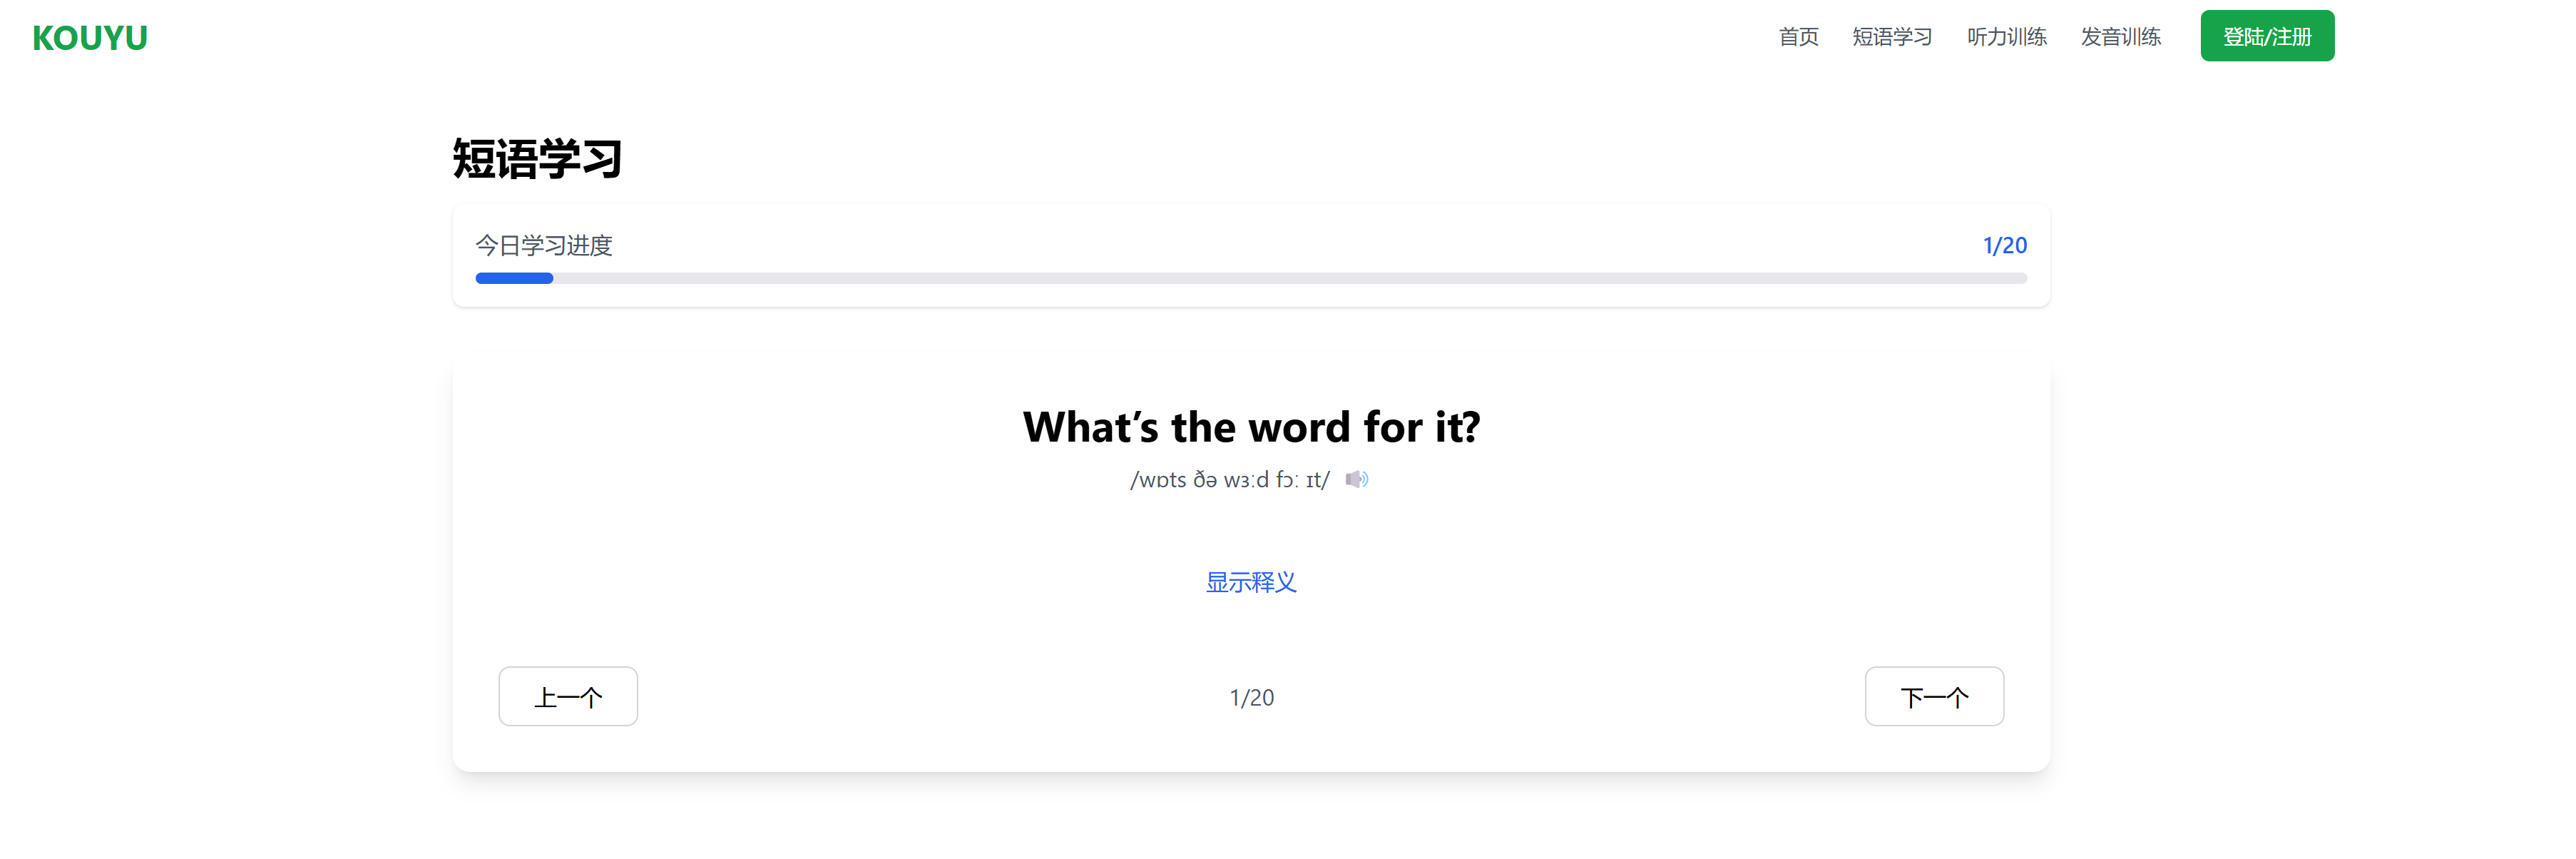 KOUYU
首页 短语学习 听力训练 发音训练 登陆/注册
短语学习
今日学习进度 1/20
What's the word for it?
/wɒts ðə wɜːd fɔː ɪt/
显示释义
上一个 1/20 下一个